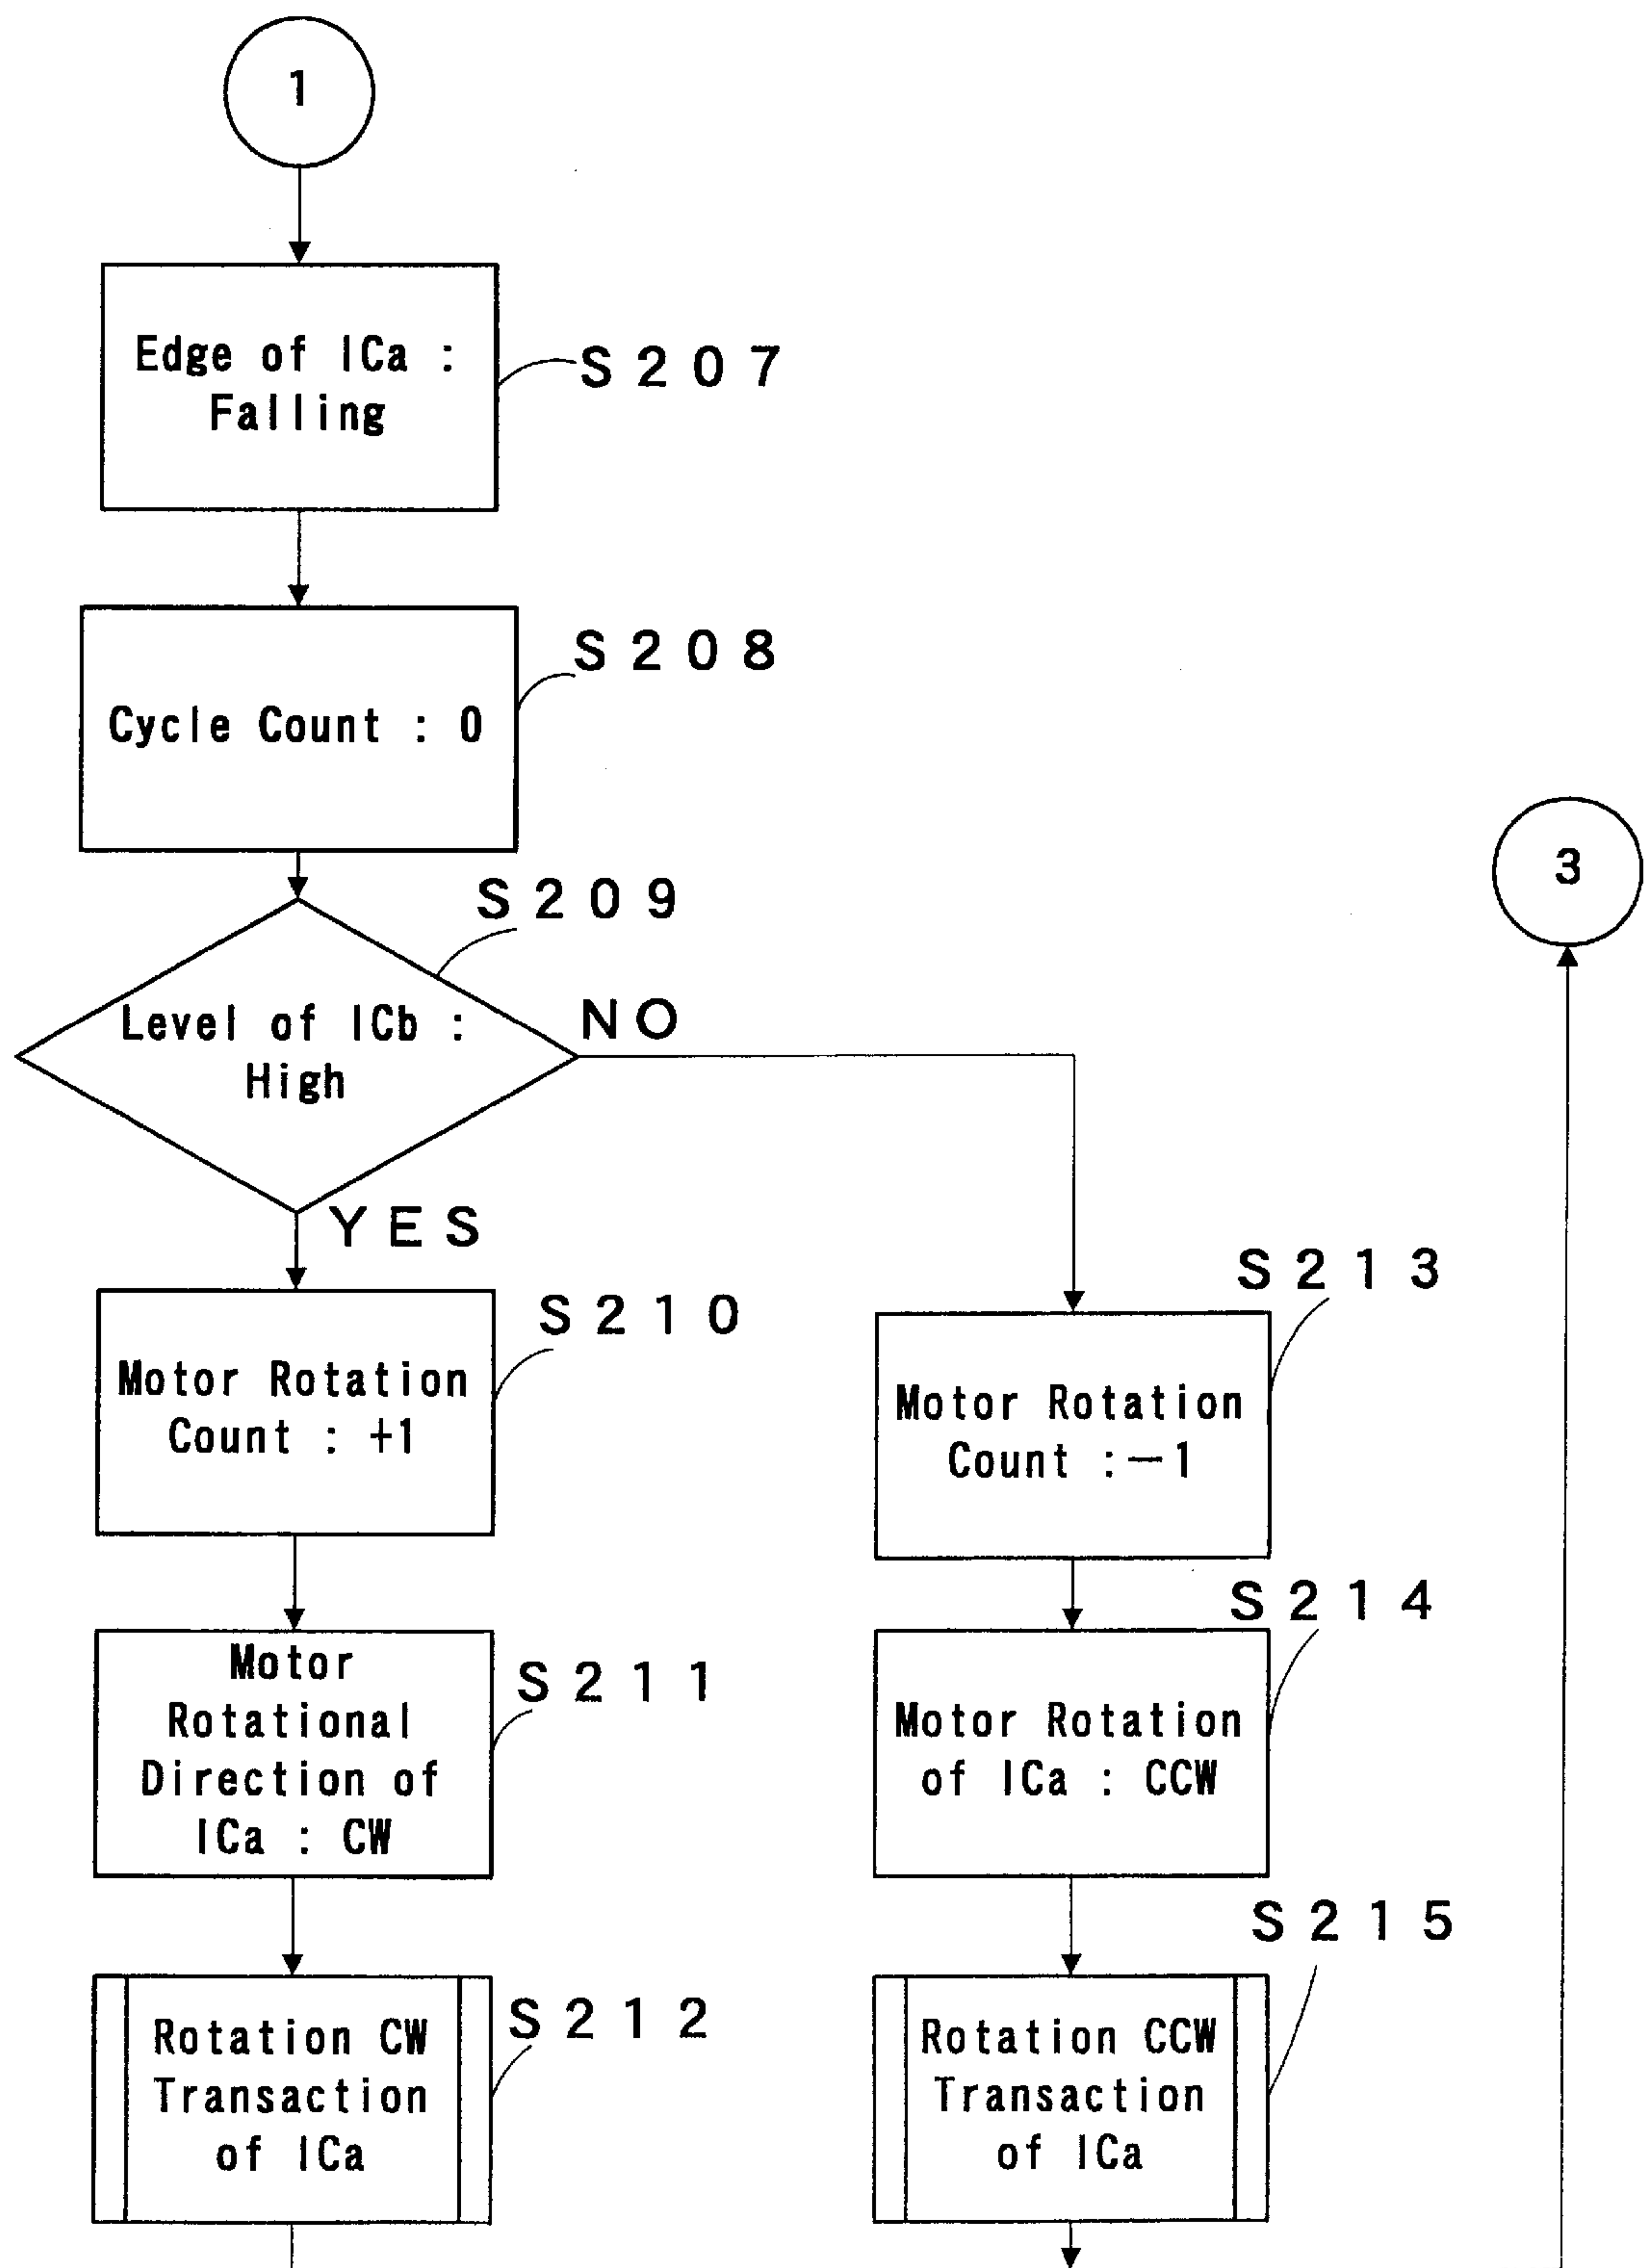 1
Edge of ICa :
Falling
S207
Cycle Count : 0
S208
3
S209
Level of ICb :
High
NO
YES
S210
Motor Rotation
Count : +1
S213
Motor Rotation
Count :−1
S211
Motor
Rotational
Direction of
ICa : CW
S214
Motor Rotation
of ICa : CCW
S212
Rotation CW
Transaction
of ICa
S215
Rotation CCW
Transaction
of ICa